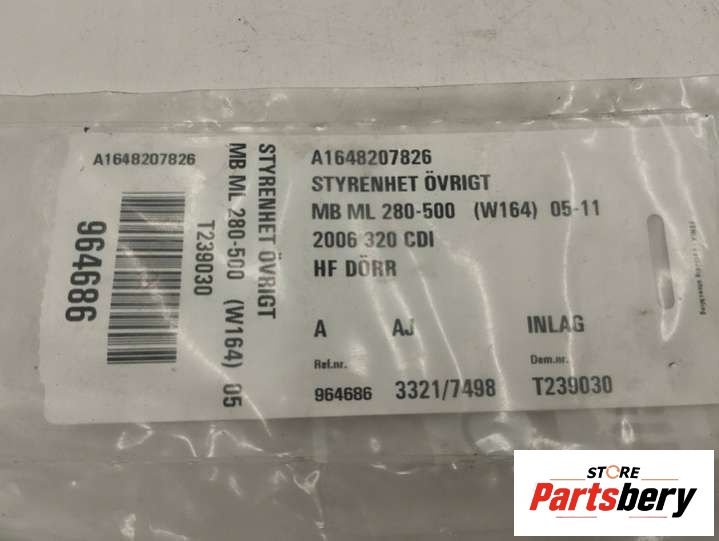 A1648207826
964686
STYRENHET ÖVRIGT
MB ML 280-500 (W164) 05
T239030
A1648207826
STYRENHET ÖVRIGT
MB ML 280-500 (W164) 05-11
2006 320 CDI
HF DÖRR
A AJ INLAG
Ref.nr. Dem.nr.
964686 3321/7498 T239030
STORE
Partsbery